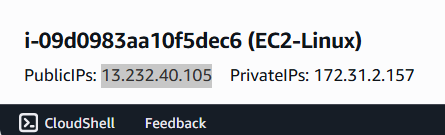 i-09d0983aa10f5dec6 (EC2-Linux)
PublicIPs: 13.232.40.105 PrivateIPs: 172.31.2.157
CloudShell Feedback